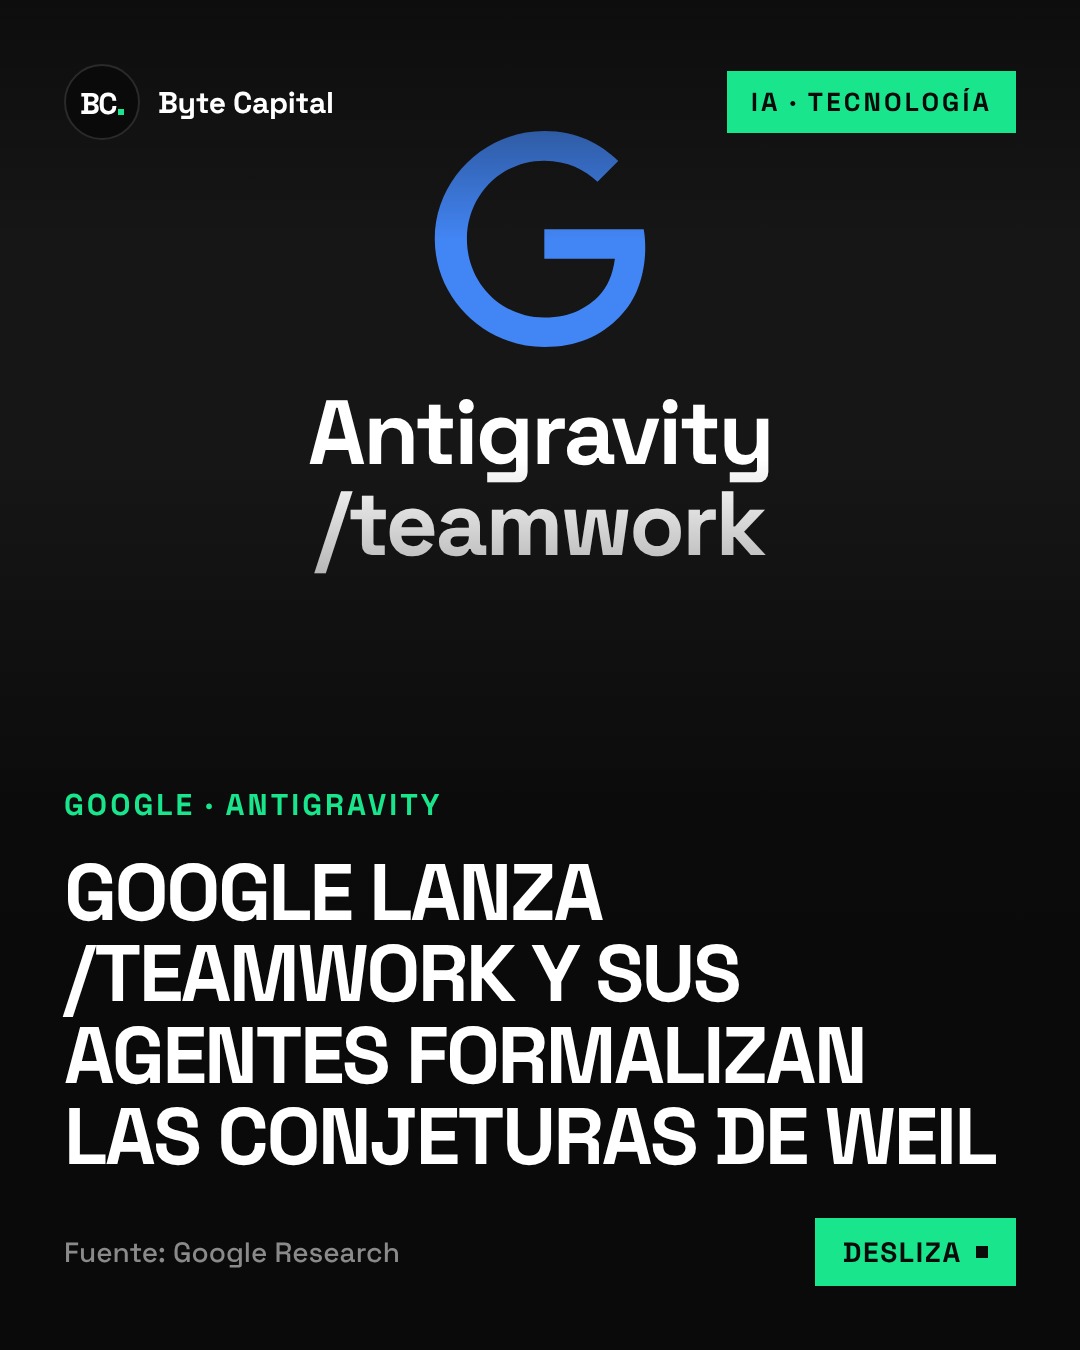 BC.
Byte Capital
IA · TECNOLOGÍA
G
Antigravity
/teamwork
GOOGLE · ANTIGRAVITY
GOOGLE LANZA
/TEAMWORK Y SUS
AGENTES FORMALIZAN
LAS CONJETURAS DE WEIL
Fuente: Google Research
DESLIZA